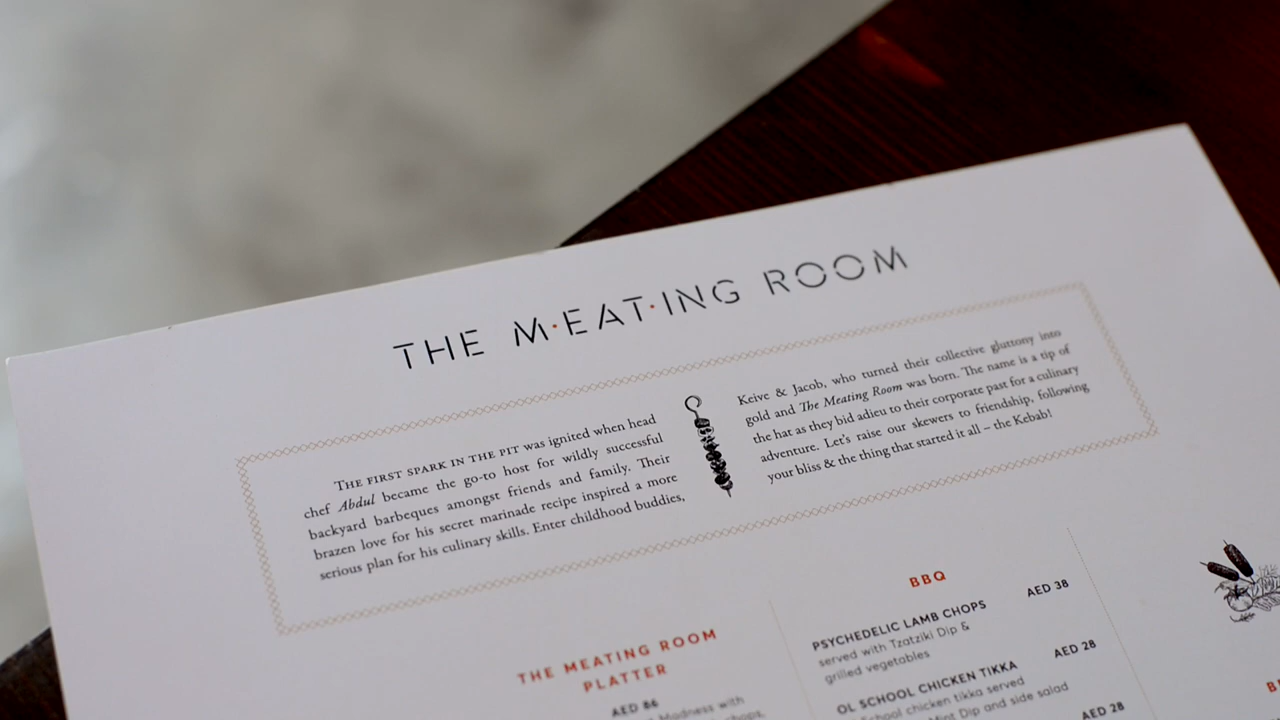 THE M·EAT·ING ROOM
THE FIRST SPARK IN THE PIT was ignited when head
chef Abdul became the go-to host for wildly successful
backyard barbeques amongst friends and family. Their
brazen love for his secret marinade recipe inspired a more
serious plan for his culinary skills. Enter childhood buddies,
Keive & Jacob, who turned their collective gluttony into
gold and The Meating Room was born. The name is a tip of
the hat as they bid adieu to their corporate past for a culinary
adventure. Let's raise our skewers to friendship, following
your bliss & the thing that started it all – the Kebab!
THE MEATING ROOM
PLATTER
AED 86
Madness with
chops,
BBQ
PSYCHEDELIC LAMB CHOPS AED 38
served with Tzatziki Dip &
grilled vegetables
OL SCHOOL CHICKEN TIKKA AED 28
School chicken tikka served
Mint Dip and side salad
AED 28